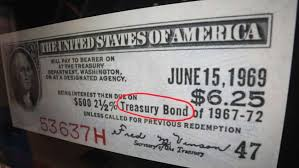 THE UNITED STATES OF AMERICA
WILL PAY TO BEARER ON
AT THE TREASURY
DEPARTMENT, WASHINGTON,
OR AT A DESIGNATED AGENCY,
JUNE 15, 1969
$6.25
BEING INTEREST THEN DUE ON
$500 2½% Treasury Bond of 1967-72
UNLESS CALLED FOR PREVIOUS REDEMPTION
53637H
Fred M Vinson
Secretary of the Treasury
47